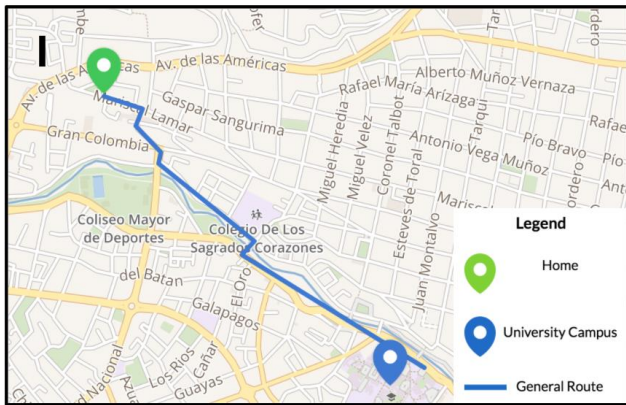 Av. de las Américas
Av. de las Américas
Alberto Muñoz Vernaza
Rafael María Arízaga
Gaspar Sangurima
Mariscal Lamar
Gran Colombia
Miguel Heredia
Miguel Velez
Coronel Talbot
Tarqui
Antonio Vega Muñoz
Pío Bravo
Esteves de Toral
Juan Montalvo
Coliseo Mayor
de Deportes
Colegio De Los
Sagrados Corazones
del Batan
El Oro
Galapagos
Cañar
Los Ríos
Guayas
Legend
Home
University Campus
General Route